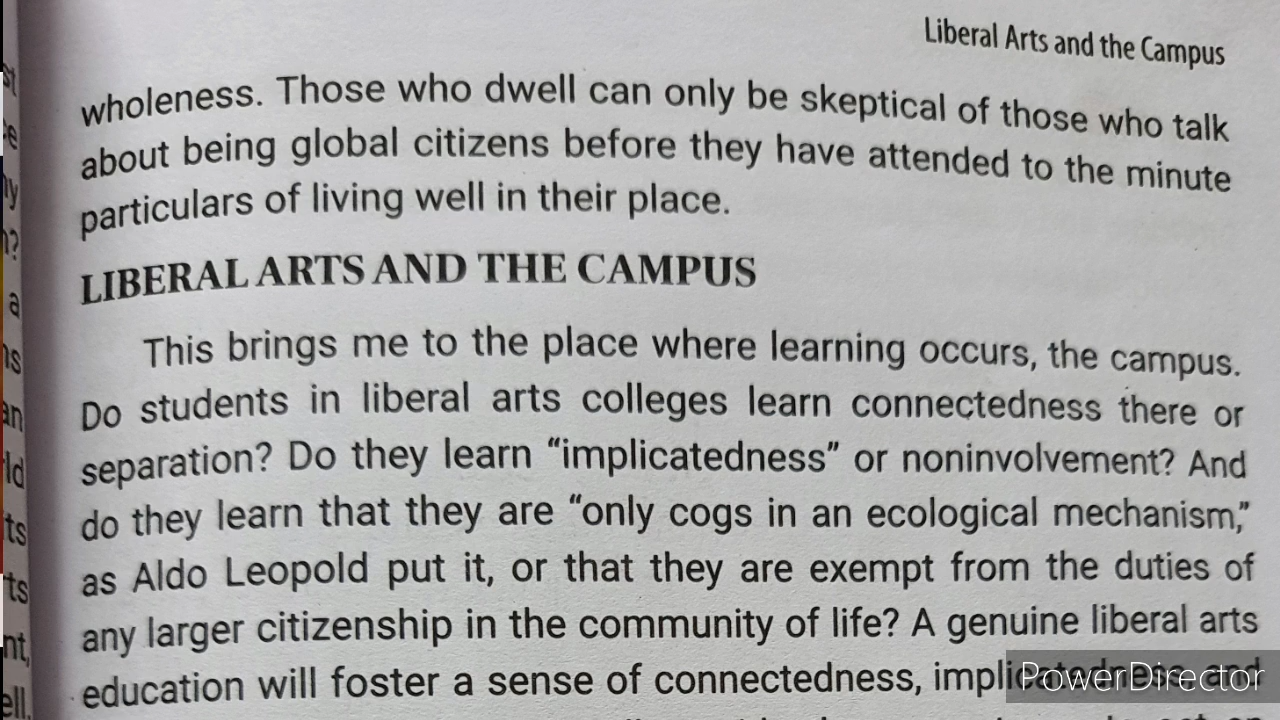 Liberal Arts and the Campus
wholeness. Those who dwell can only be skeptical of those who talk
about being global citizens before they have attended to the minute
particulars of living well in their place.
LIBERAL ARTS AND THE CAMPUS
This brings me to the place where learning occurs, the campus.
Do students in liberal arts colleges learn connectedness there or
separation? Do they learn “implicatedness” or noninvolvement? And
do they learn that they are “only cogs in an ecological mechanism,”
as Aldo Leopold put it, or that they are exempt from the duties of
any larger citizenship in the community of life? A genuine liberal arts
education will foster a sense of connectedness, implicatedness, and
PowerDirector